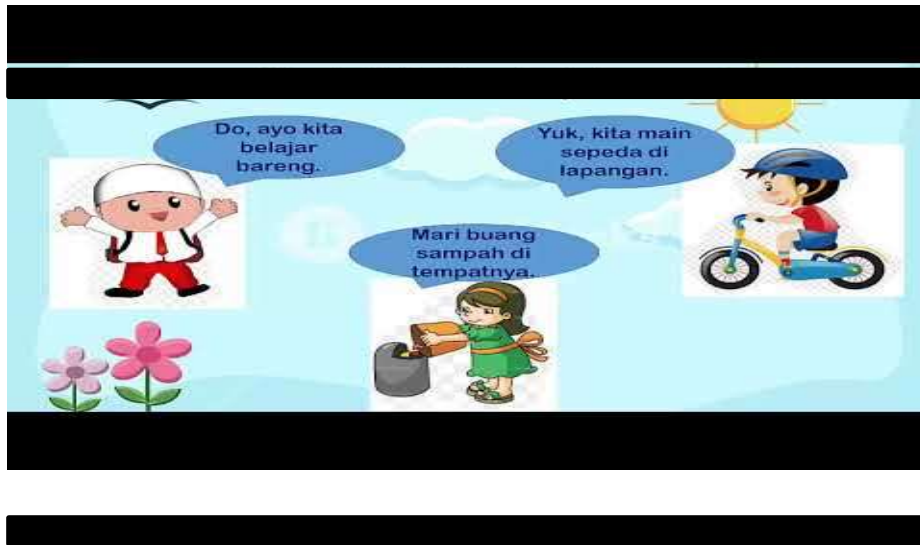 Do, ayo kita
belajar
bareng.
Yuk, kita main
sepeda di
lapangan.
Mari buang
sampah di
tempatnya.